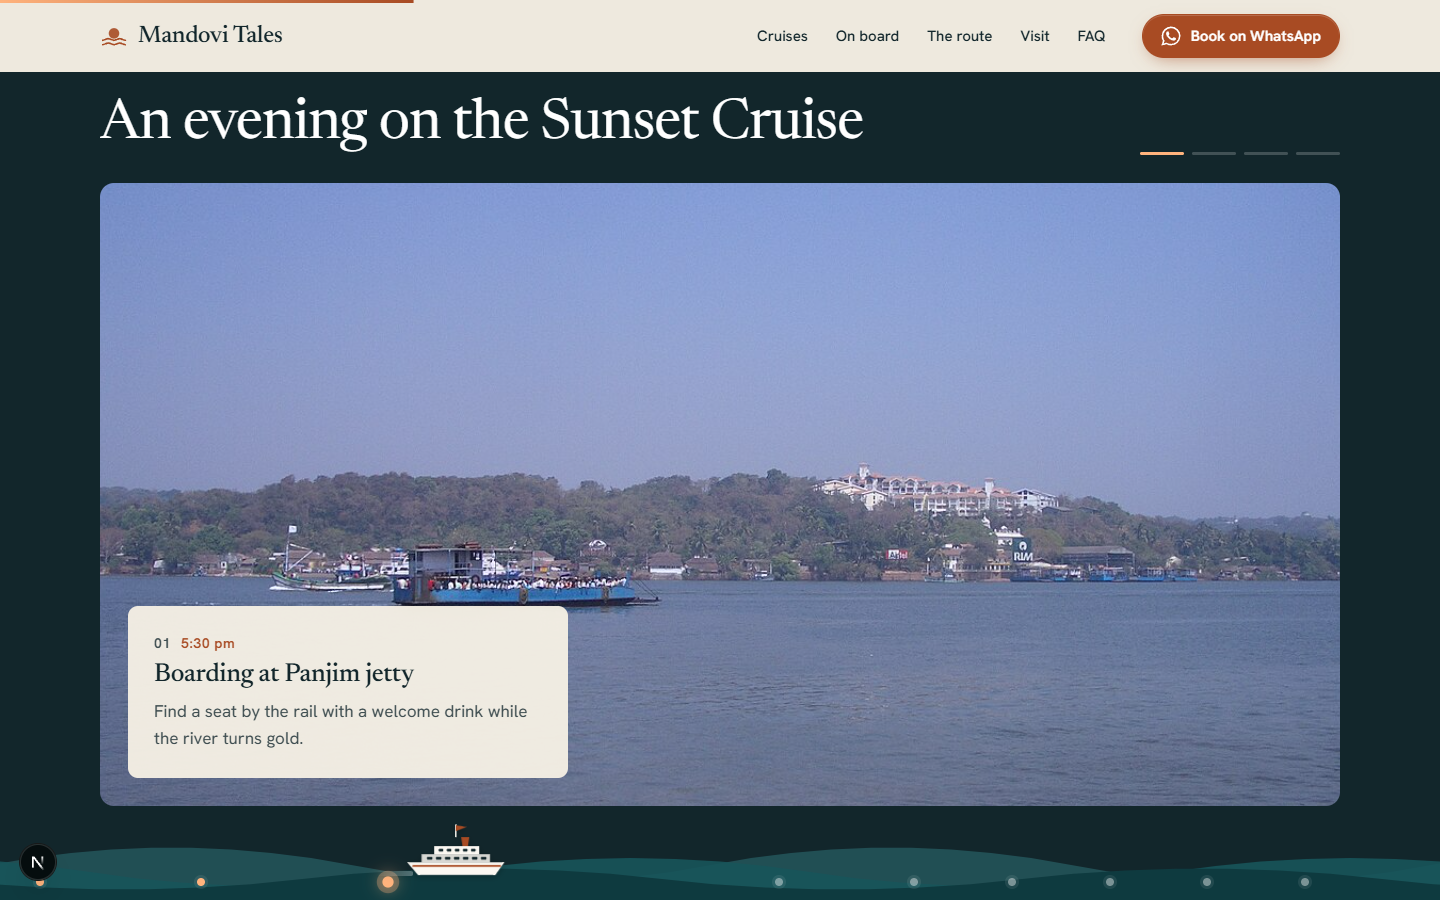 Mandovi Tales
Cruises
On board
The route
Visit
FAQ
Book on WhatsApp
An evening on the Sunset Cruise
Airtel
RIM
01 5:30 pm
Boarding at Panjim jetty
Find a seat by the rail with a welcome drink while
the river turns gold.
N